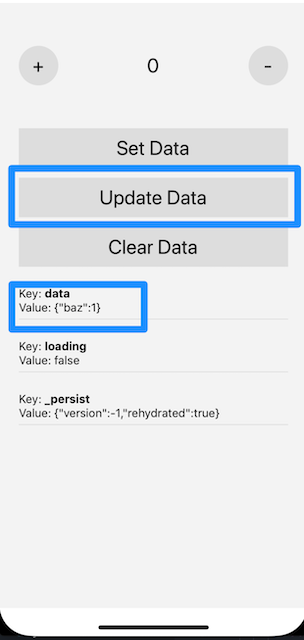 + 0 -
Set Data
Update Data
Clear Data
Key: data
Value: {"baz":1}
Key: loading
Value: false
Key: _persist
Value: {"version":-1,"rehydrated":true}